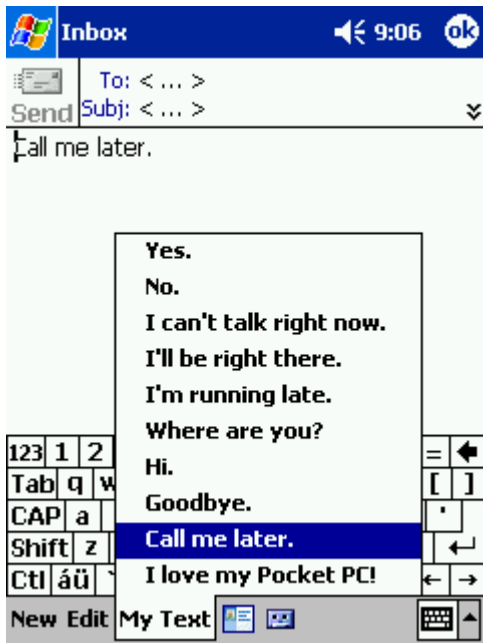 Inbox 9:06 ok
To: < ... >
Send Subj: < ... >
Call me later.
Yes.
No.
I can't talk right now.
I'll be right there.
I'm running late.
Where are you?
Hi.
Goodbye.
Call me later.
I love my Pocket PC!
123 1 2 =
Tab q w [ ]
CAP a '
Shift z
Ctl áü `
New Edit My Text